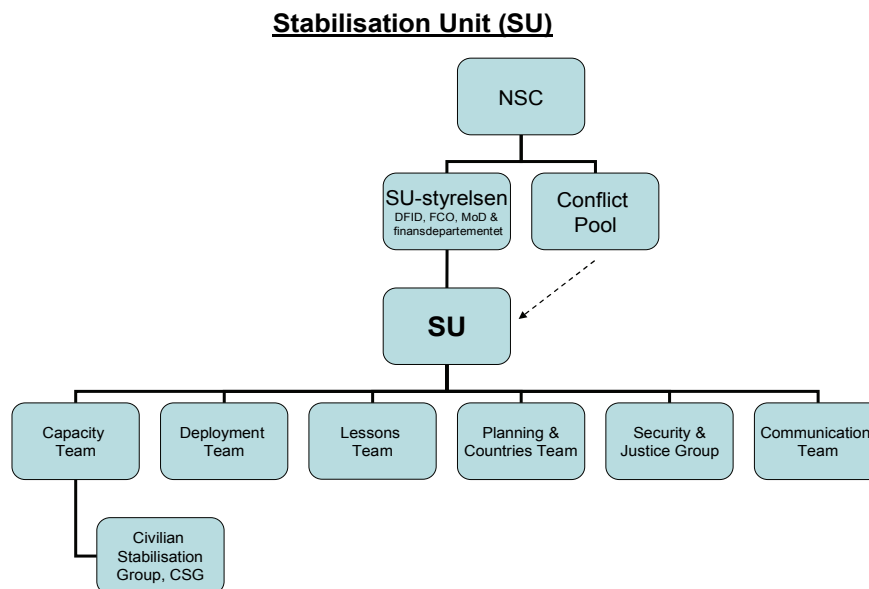 Stabilisation Unit (SU)
NSC
SU-styrelsen
DFID, FCO, MoD &
finansdepartementet
Conflict
Pool
SU
Capacity
Team
Deployment
Team
Lessons
Team
Planning &
Countries Team
Security &
Justice Group
Communication
Team
Civilian
Stabilisation
Group, CSG